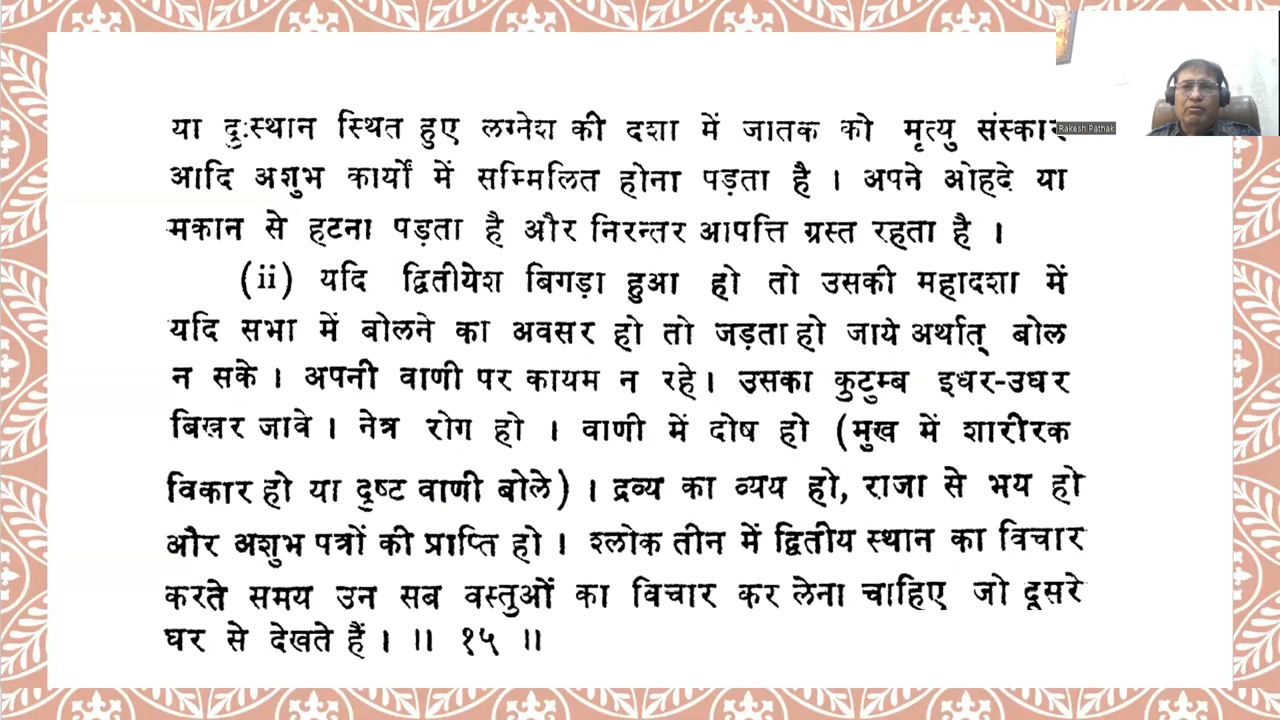 या दुःस्थान स्थित हुए लग्नेश की दशा में जातक को मृत्यु संस्कार
आदि अशुभ कार्यों में सम्मिलित होना पड़ता है । अपने ओहदे या
मकान से हटना पड़ता है और निरन्तर आपत्ति ग्रस्त रहता है ।
(ii) यदि द्वितीयेश बिगड़ा हुआ हो तो उसकी महादशा में
यदि सभा में बोलने का अवसर हो तो जड़ता हो जाये अर्थात् बोल
न सके । अपनी वाणी पर कायम न रहे । उसका कुटुम्ब इधर-उधर
बिखर जावे । नेत्र रोग हो । वाणी में दोष हो (मुख में शारीरक
विकार हो या दुष्ट वाणी बोले) । द्रव्य का व्यय हो, राजा से भय हो
और अशुभ पत्रों की प्राप्ति हो । श्लोक तीन में द्वितीय स्थान का विचार
करते समय उन सब वस्तुओं का विचार कर लेना चाहिए जो दूसरे
घर से देखते हैं । ॥ १५ ॥
Rakesh Pathak